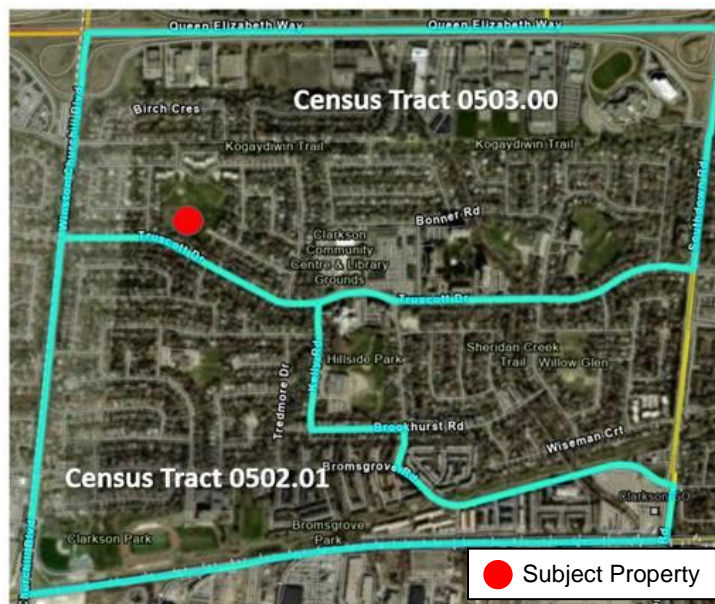 Queen Elizabeth Way
Queen Elizabeth Way
Census Tract 0503.00
Birch Cres
Kogaydiwin Trail
Kogaydiwin Trail
Winston Churchill Blvd
Southdown Rd
Bonner Rd
Clarkson
Community
Centre & Library
Grounds
Truscott Dr
Truscott Dr
Hillside Park
Sheridan Creek
Trail
Willow Glen
Kelly Rd
Tredmore Dr
Brookhurst Rd
Wiseman Crt
Bromsgrove Rd
Census Tract 0502.01
Clarkson GO
Bromsgrove
Park
Clarkson Park
Rd
Churchill Blvd
Subject Property